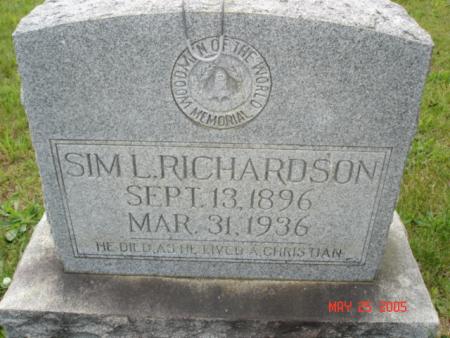 WOODMEN OF THE WORLD
MEMORIAL
SIM L. RICHARDSON
SEPT. 13, 1896
MAR. 31, 1936
HE DIED AS HE LIVED A CHRISTIAN
MAY 25 2005